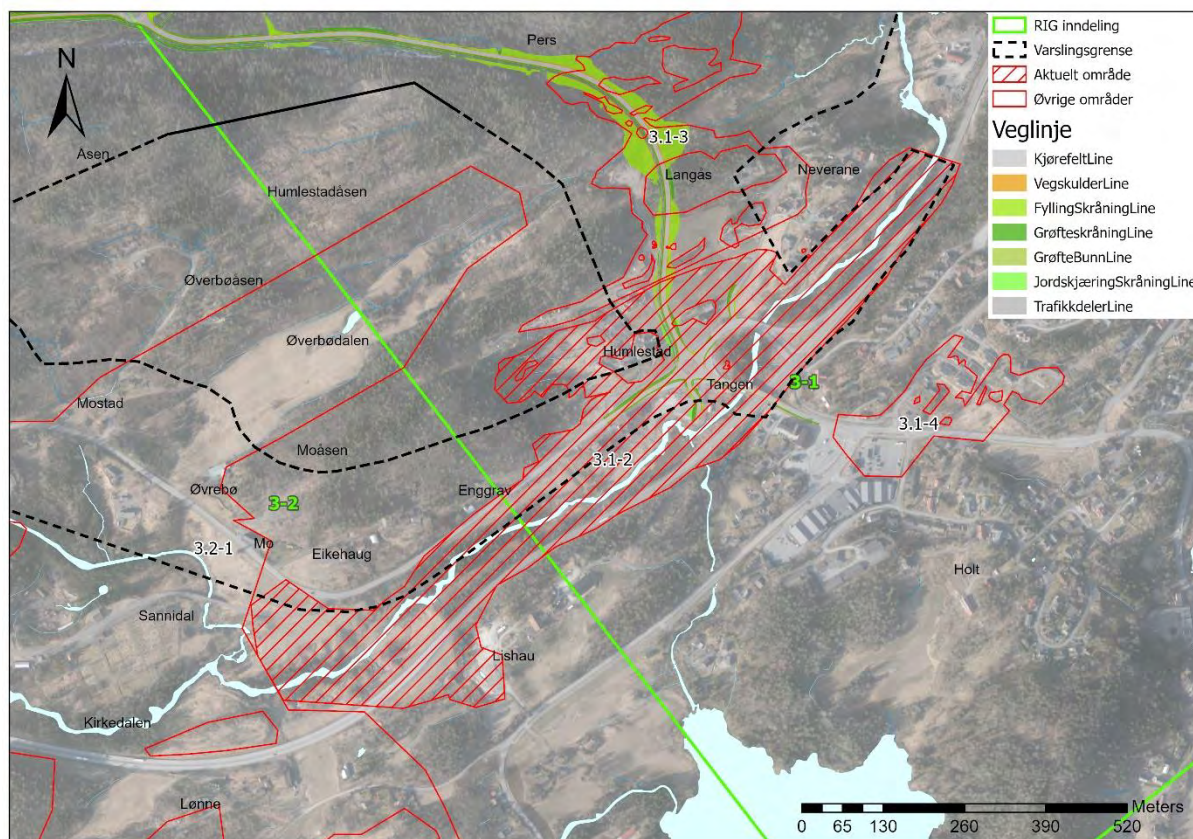 N
Pers
Åsen
Humlestadåsen
3.1-3
Langås
Neverane
Øverbøåsen
Øverbødalen
Humlestad
Tangen
3-1
Mostad
Moåsen
3.1-2
3.1-4
Øvrebø
3-2
Enggrav
3.2-1
Mo
Eikehaug
Holt
Sannidal
Lishau
Kirkedalen
Lønne
RIG inndeling
Varslingsgrense
Aktuelt område
Øvrige områder
Veglinje
KjørefeltLine
VegskulderLine
FyllingSkråningLine
GrøfteskråningLine
GrøfteBunnLine
JordskjæringSkråningLine
TrafikkdelerLine
Meters
0 65 130 260 390 520